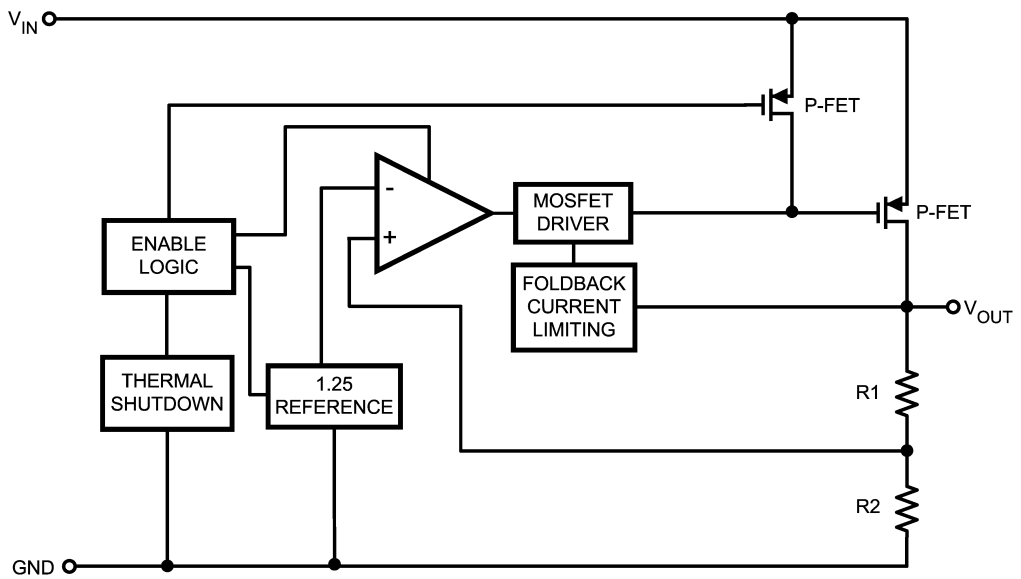 VIN
P-FET
MOSFET
DRIVER
P-FET
-
+
ENABLE
LOGIC
FOLDBACK
CURRENT
LIMITING
VOUT
THERMAL
SHUTDOWN
1.25
REFERENCE
R1
R2
GND